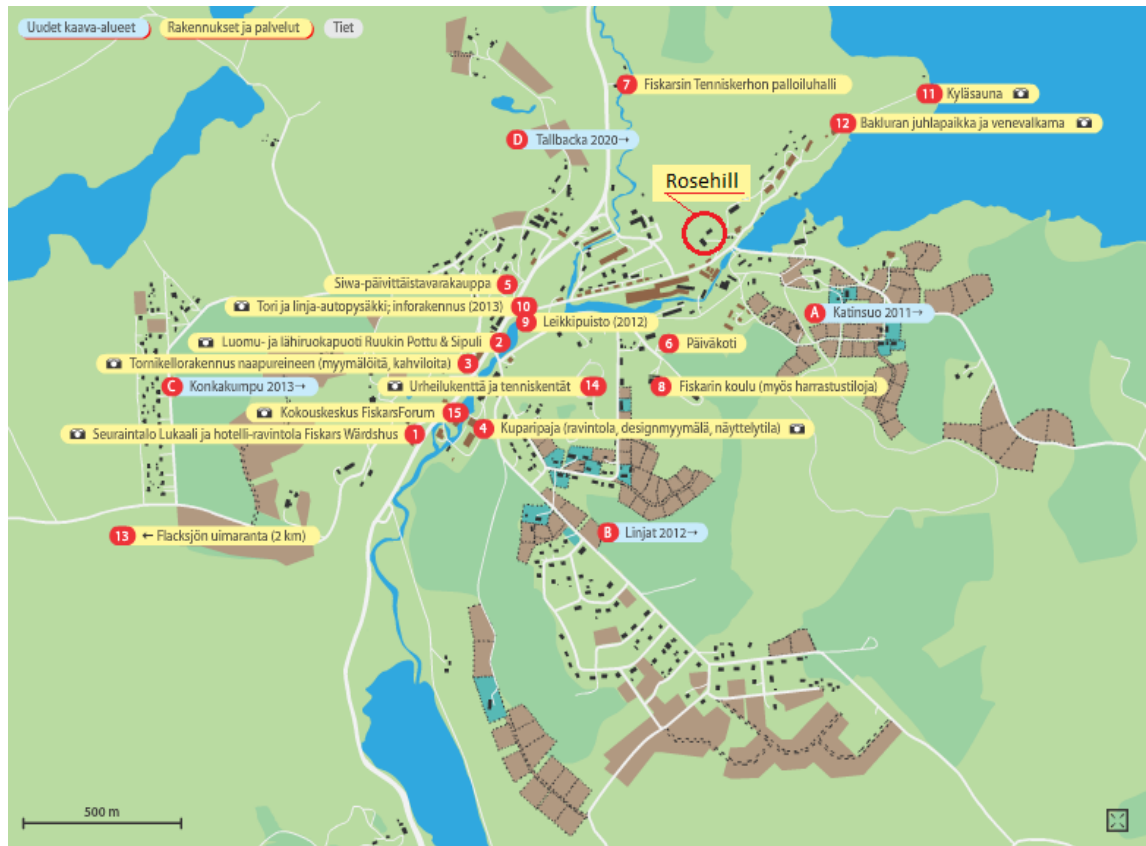 Uudet kaava-alueet
Rakennukset ja palvelut
Tiet
7 Fiskarsin Tenniskerhon palloiluhalli
11 Kyläsauna
12 Bakluran juhlapaikka ja venevalkama
D Tallbacka 2020→
Rosehill
Siwa-päivittäistavarakauppa 5
Tori ja linja-autopysäkki; inforakennus (2013) 10
9 Leikkipuisto (2012)
A Katinsuo 2011→
Luomu- ja lähiruokapuoti Ruukin Pottu & Sipuli 2
6 Päiväkoti
Tornikellorakennus naapureineen (myymälöitä, kahviloita) 3
C Konkakumpu 2013→
Urheilukenttä ja tenniskentät 14
8 Fiskarin koulu (myös harrastustiloja)
Kokouskeskus FiskarsForum 15
Seuraintalo Lukaali ja hotelli-ravintola Fiskars Wärdshus 1
4 Kuparipaja (ravintola, designmyymälä, näyttelytila)
13 ← Flacksjön uimaranta (2 km)
B Linjat 2012→
500 m